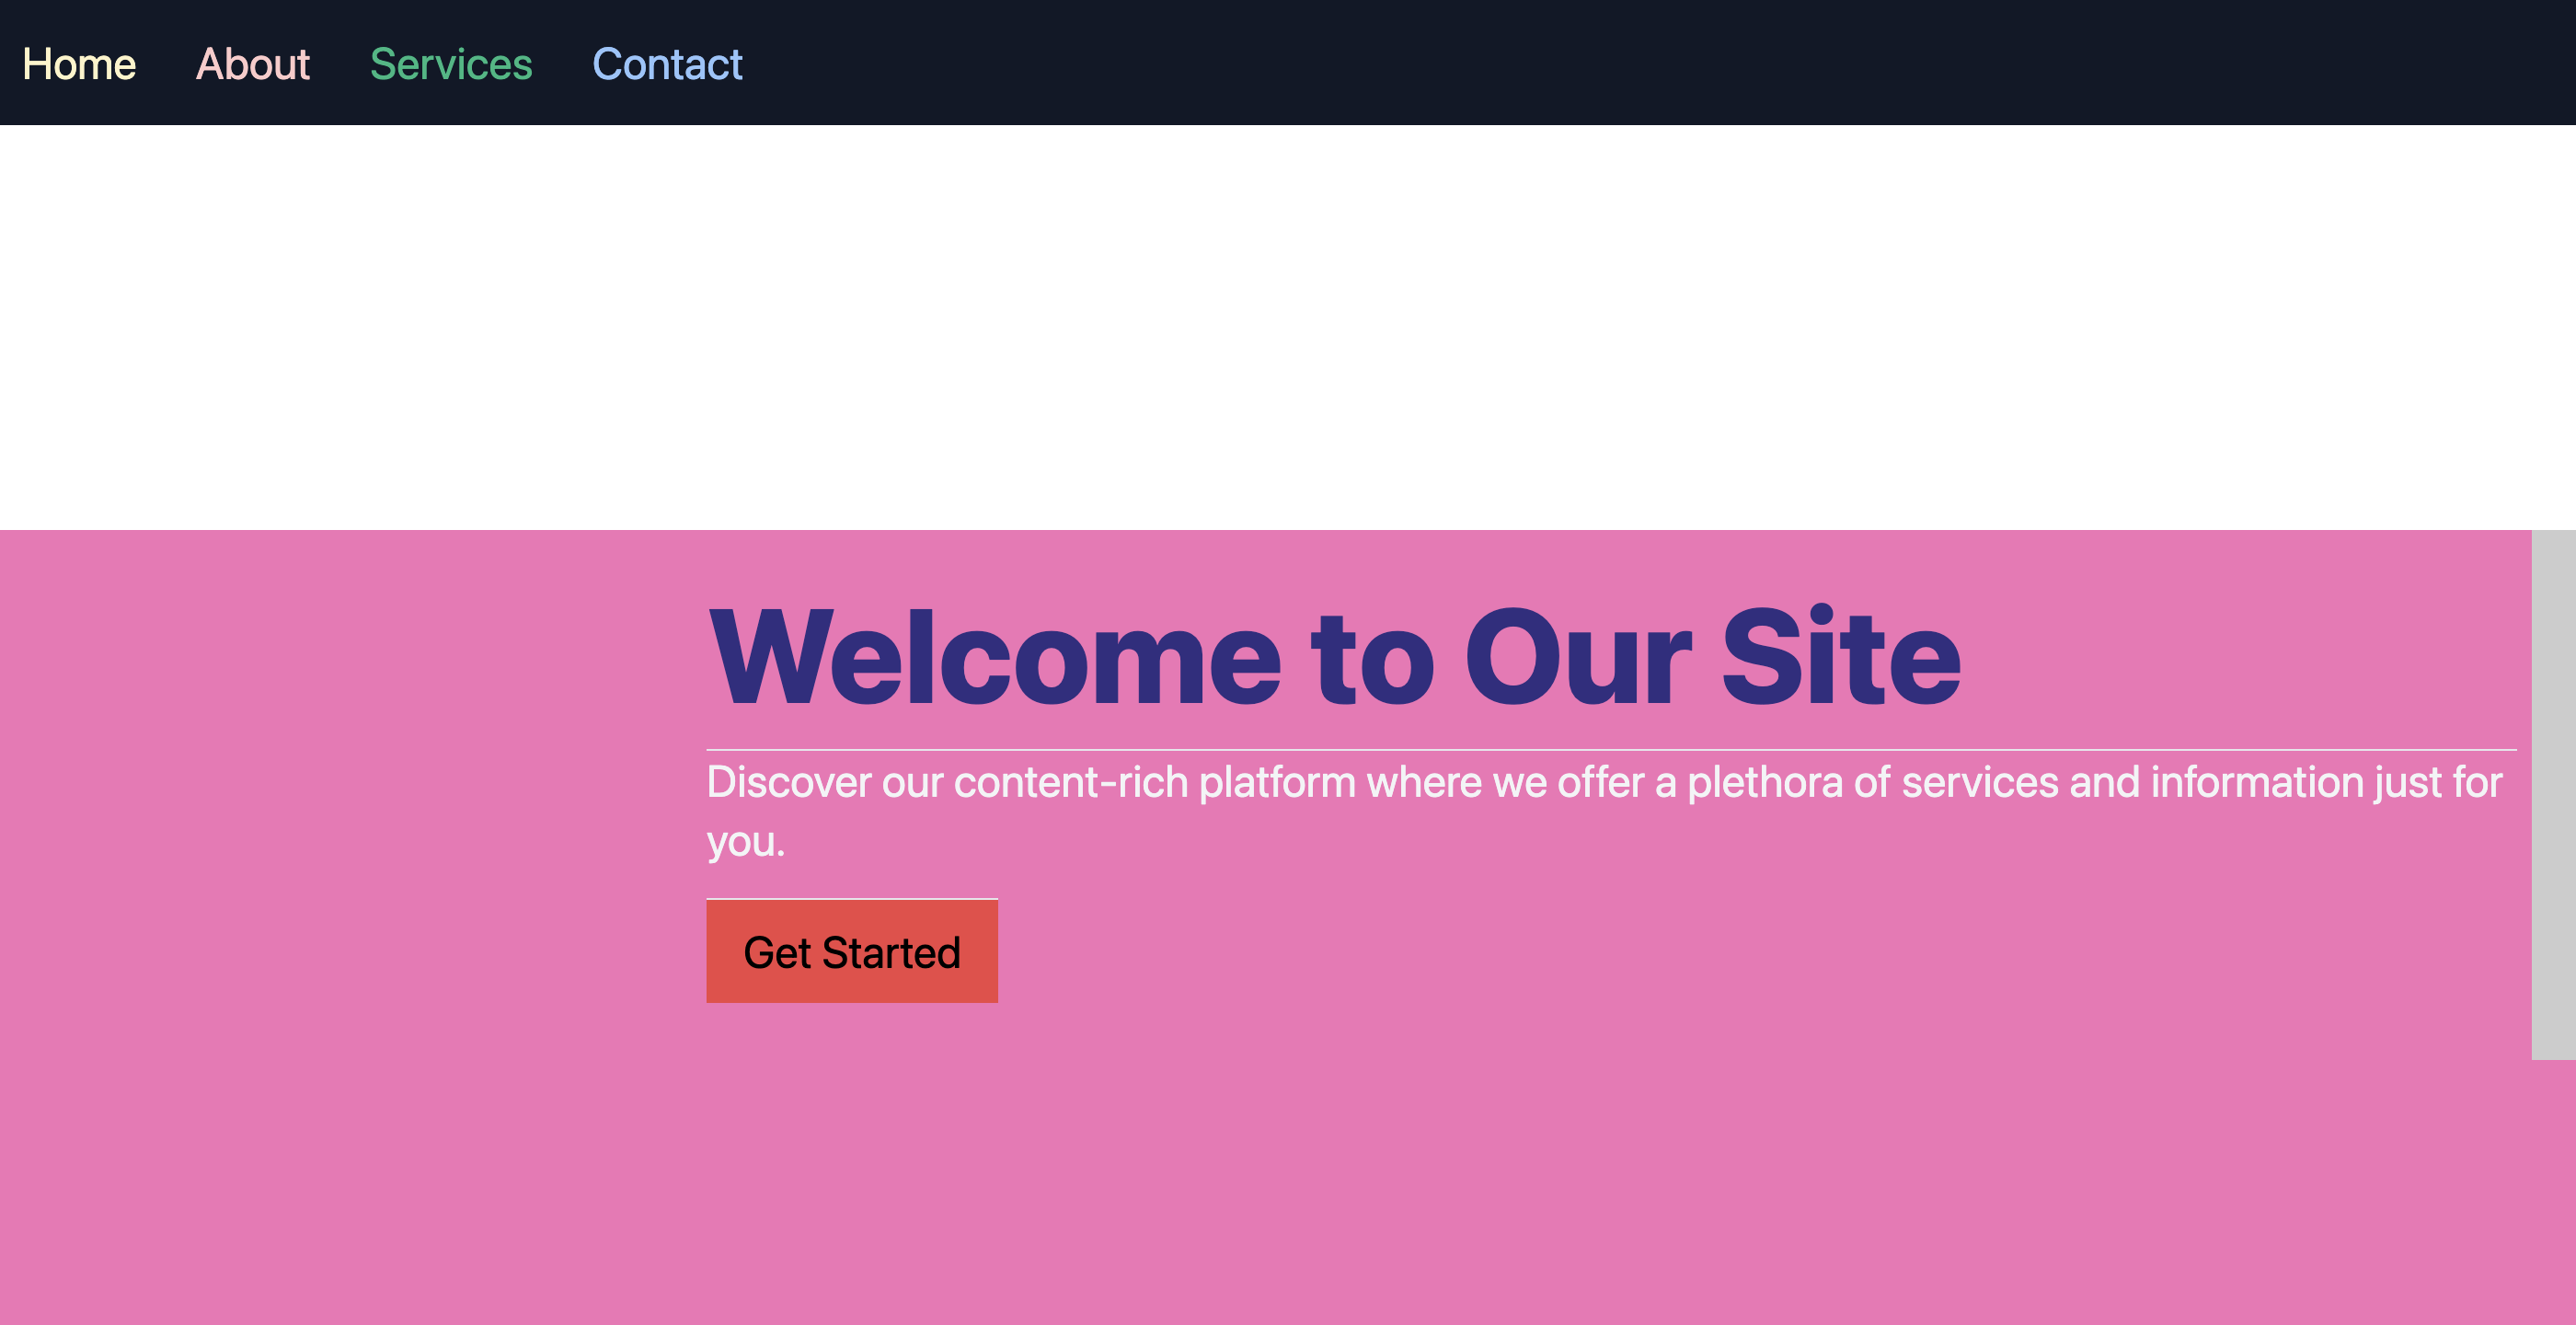 Home About Services Contact
Welcome to Our Site
Discover our content-rich platform where we offer a plethora of services and information just for
you.
Get Started